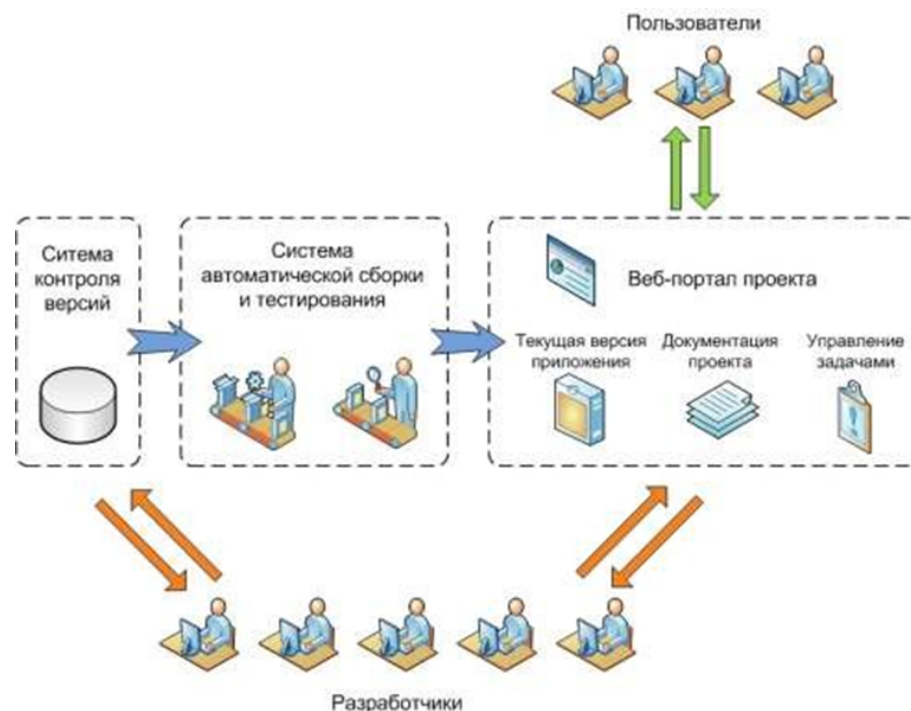 Пользователи
Ситема
контроля
версий
Система
автоматической сборки
и тестирования
Веб-портал проекта
Текущая версия
приложения
Документация
проекта
Управление
задачами
Разработчики